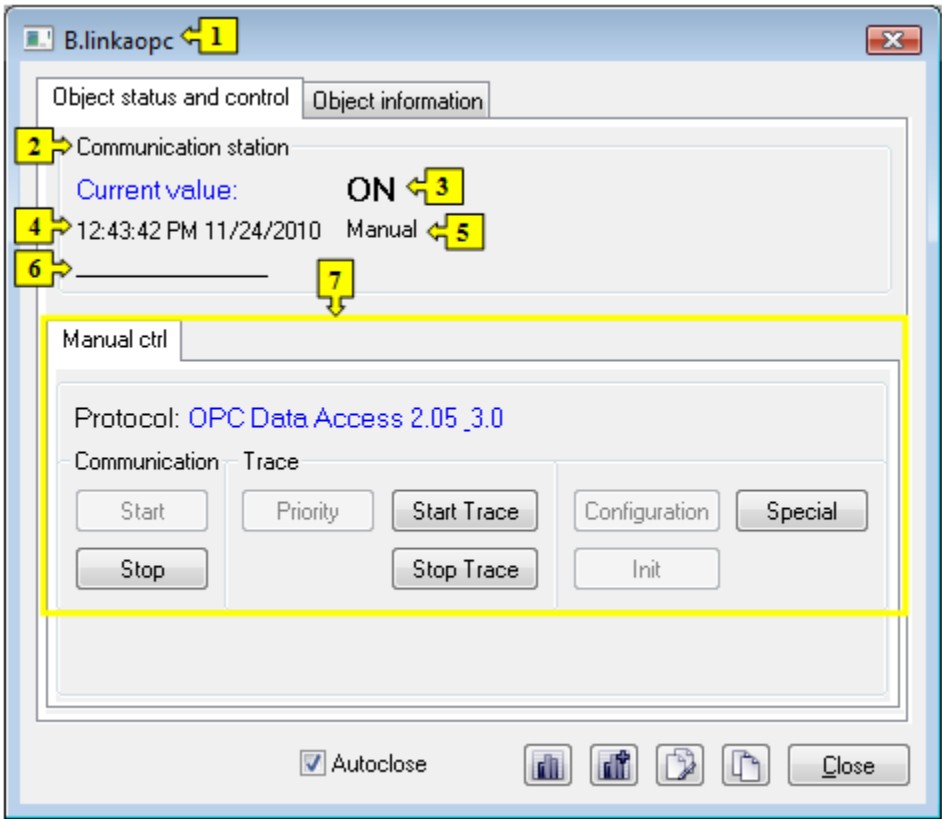 B.linkaopc 1
Object status and control Object information
2 Communication station
Current value: ON 3
4 12:43:42 PM 11/24/2010 Manual 5
6 7
Manual ctrl
Protocol: OPC Data Access 2.05_3.0
Communication Trace
Start Priority Start Trace Configuration Special
Stop Stop Trace Init
Autoclose Close